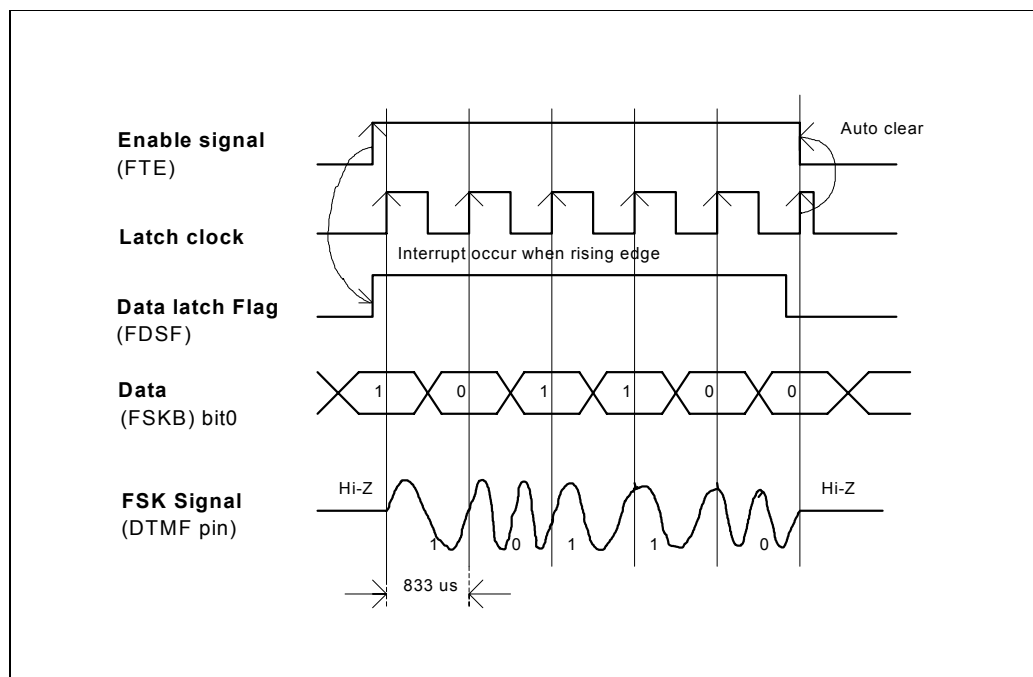 Enable signal
(FTE)
Auto clear
Latch clock
Interrupt occur when rising edge
Data latch Flag
(FDSF)
Data
(FSKB) bit0
1 0 1 1 0 0
FSK Signal
(DTMF pin)
Hi-Z
Hi-Z
1 0 1 1 0
833 us